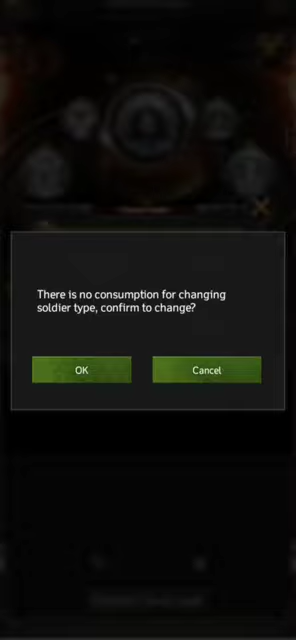 There is no consumption for changing
soldier type, confirm to change?
OK
Cancel